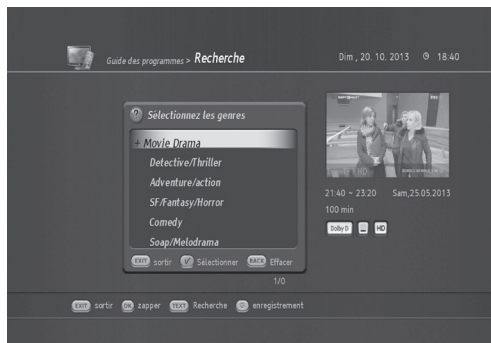 Guide des programmes > Recherche
Dim , 20. 10. 2013 18:40
? Sélectionnez les genres
+ Movie Drama
Detective/Thriller
Adventure/action
SF/Fantasy/Horror
Comedy
Soap/Melodrama
EXIT sortir V Sélectionner BACK Effacer
1/0
HD
21:40 ~ 23:20 Sam,25.05.2013
100 min
Dolby D HD
EXIT sortir OK zapper TEXT Recherche enregistrement